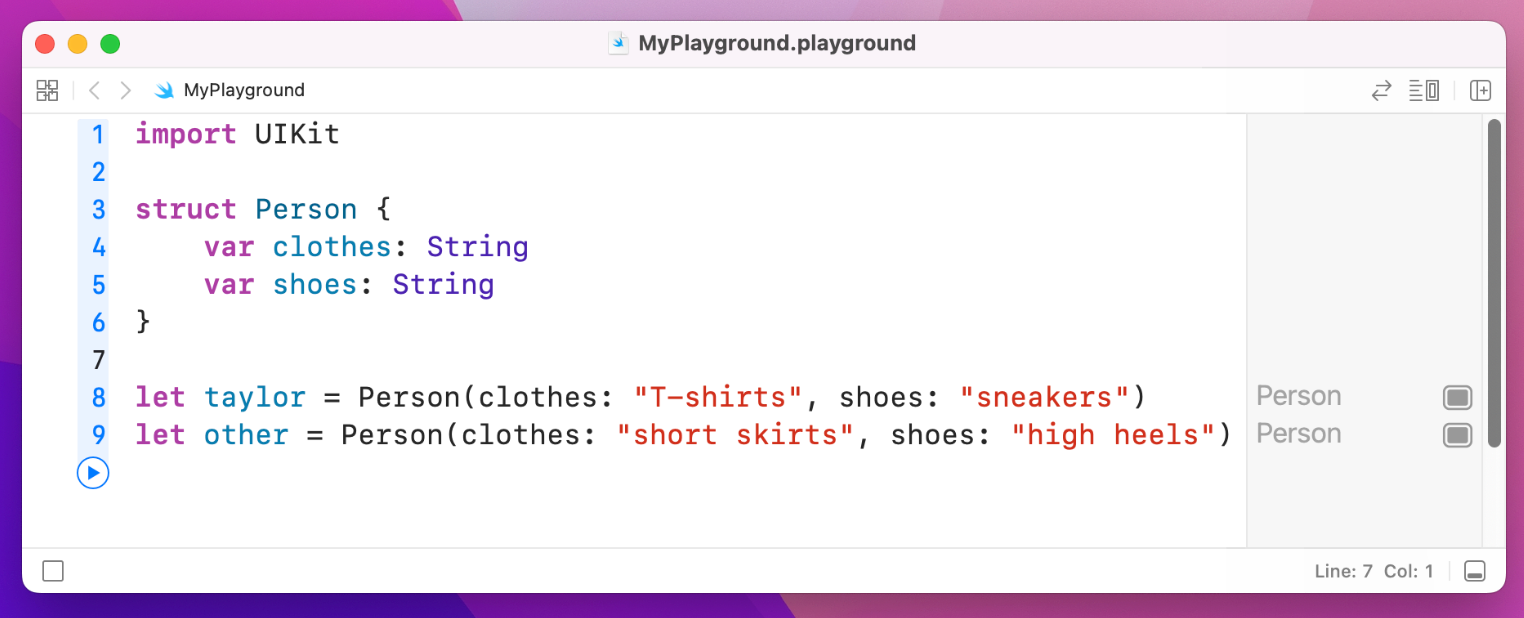 MyPlayground.playground
MyPlayground
1 import UIKit
2
3 struct Person {
4     var clothes: String
5     var shoes: String
6 }
7
8 let taylor = Person(clothes: "T-shirts", shoes: "sneakers") Person
9 let other = Person(clothes: "short skirts", shoes: "high heels") Person
Line: 7 Col: 1